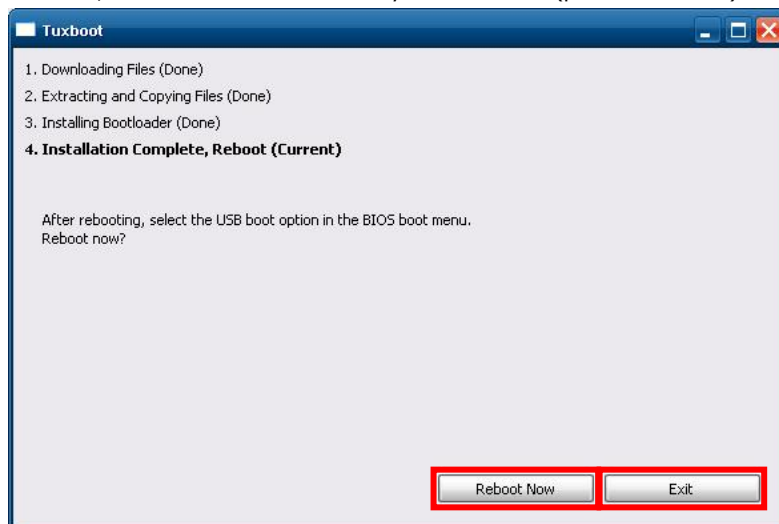 Tuxboot
1. Downloading Files (Done)
2. Extracting and Copying Files (Done)
3. Installing Bootloader (Done)
4. Installation Complete, Reboot (Current)
After rebooting, select the USB boot option in the BIOS boot menu.
Reboot now?
Reboot Now
Exit